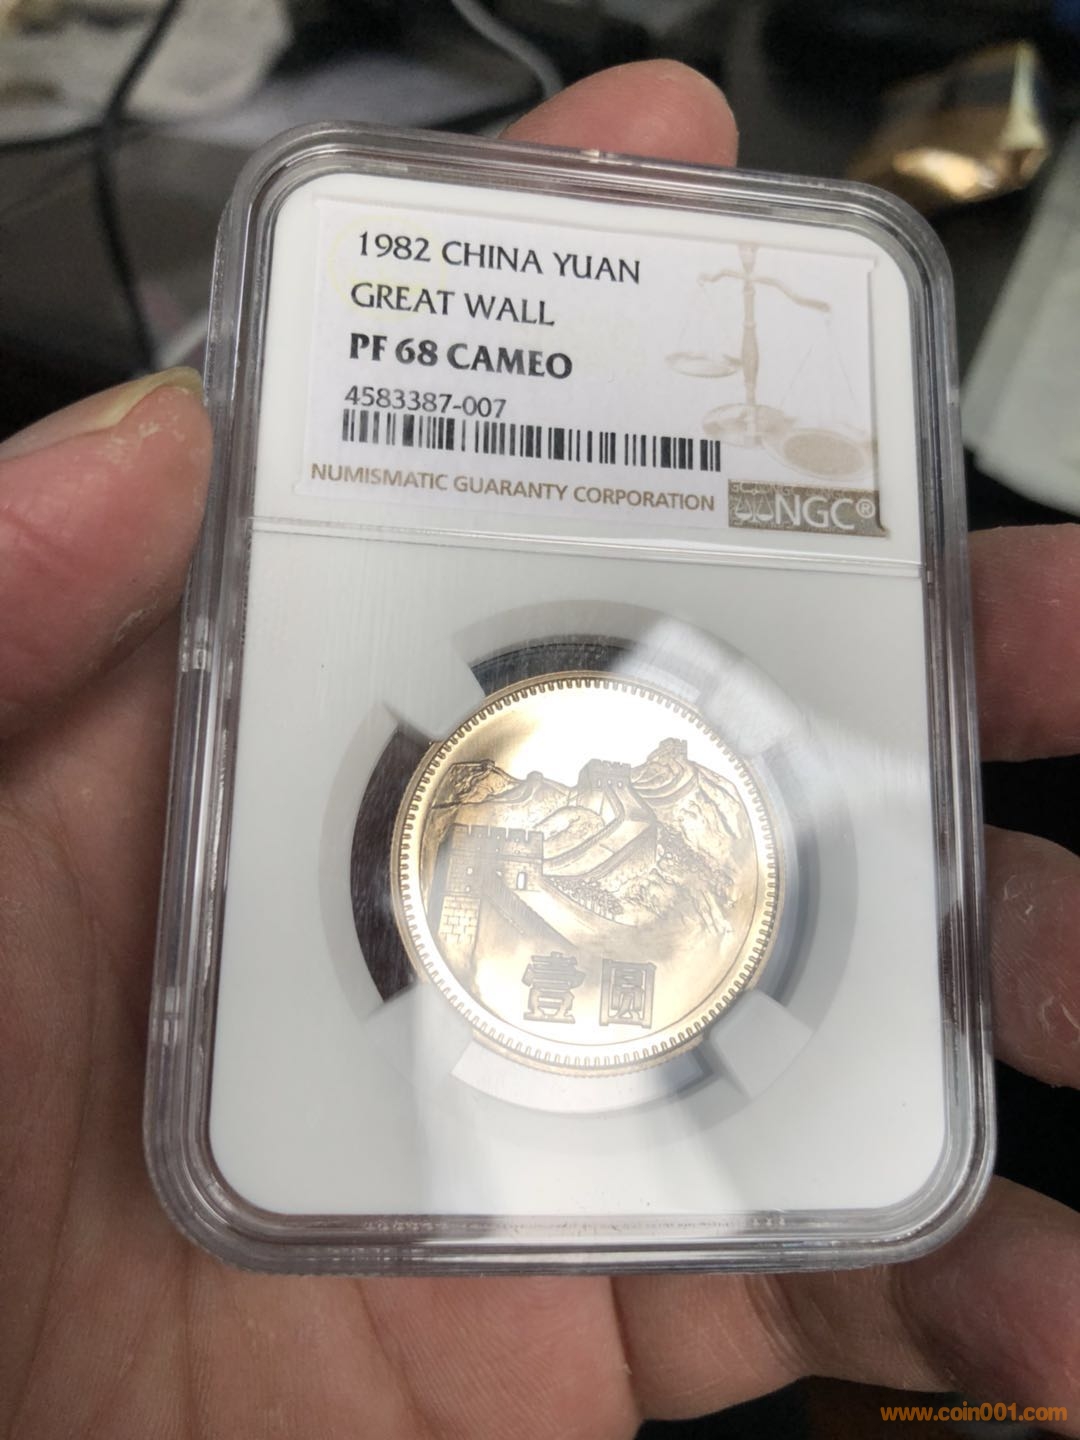 1982 CHINA YUAN
GREAT WALL
PF 68 CAMEO
4583387-007
NUMISMATIC GUARANTY CORPORATION
NGC®
壹圆
www.coin001.com